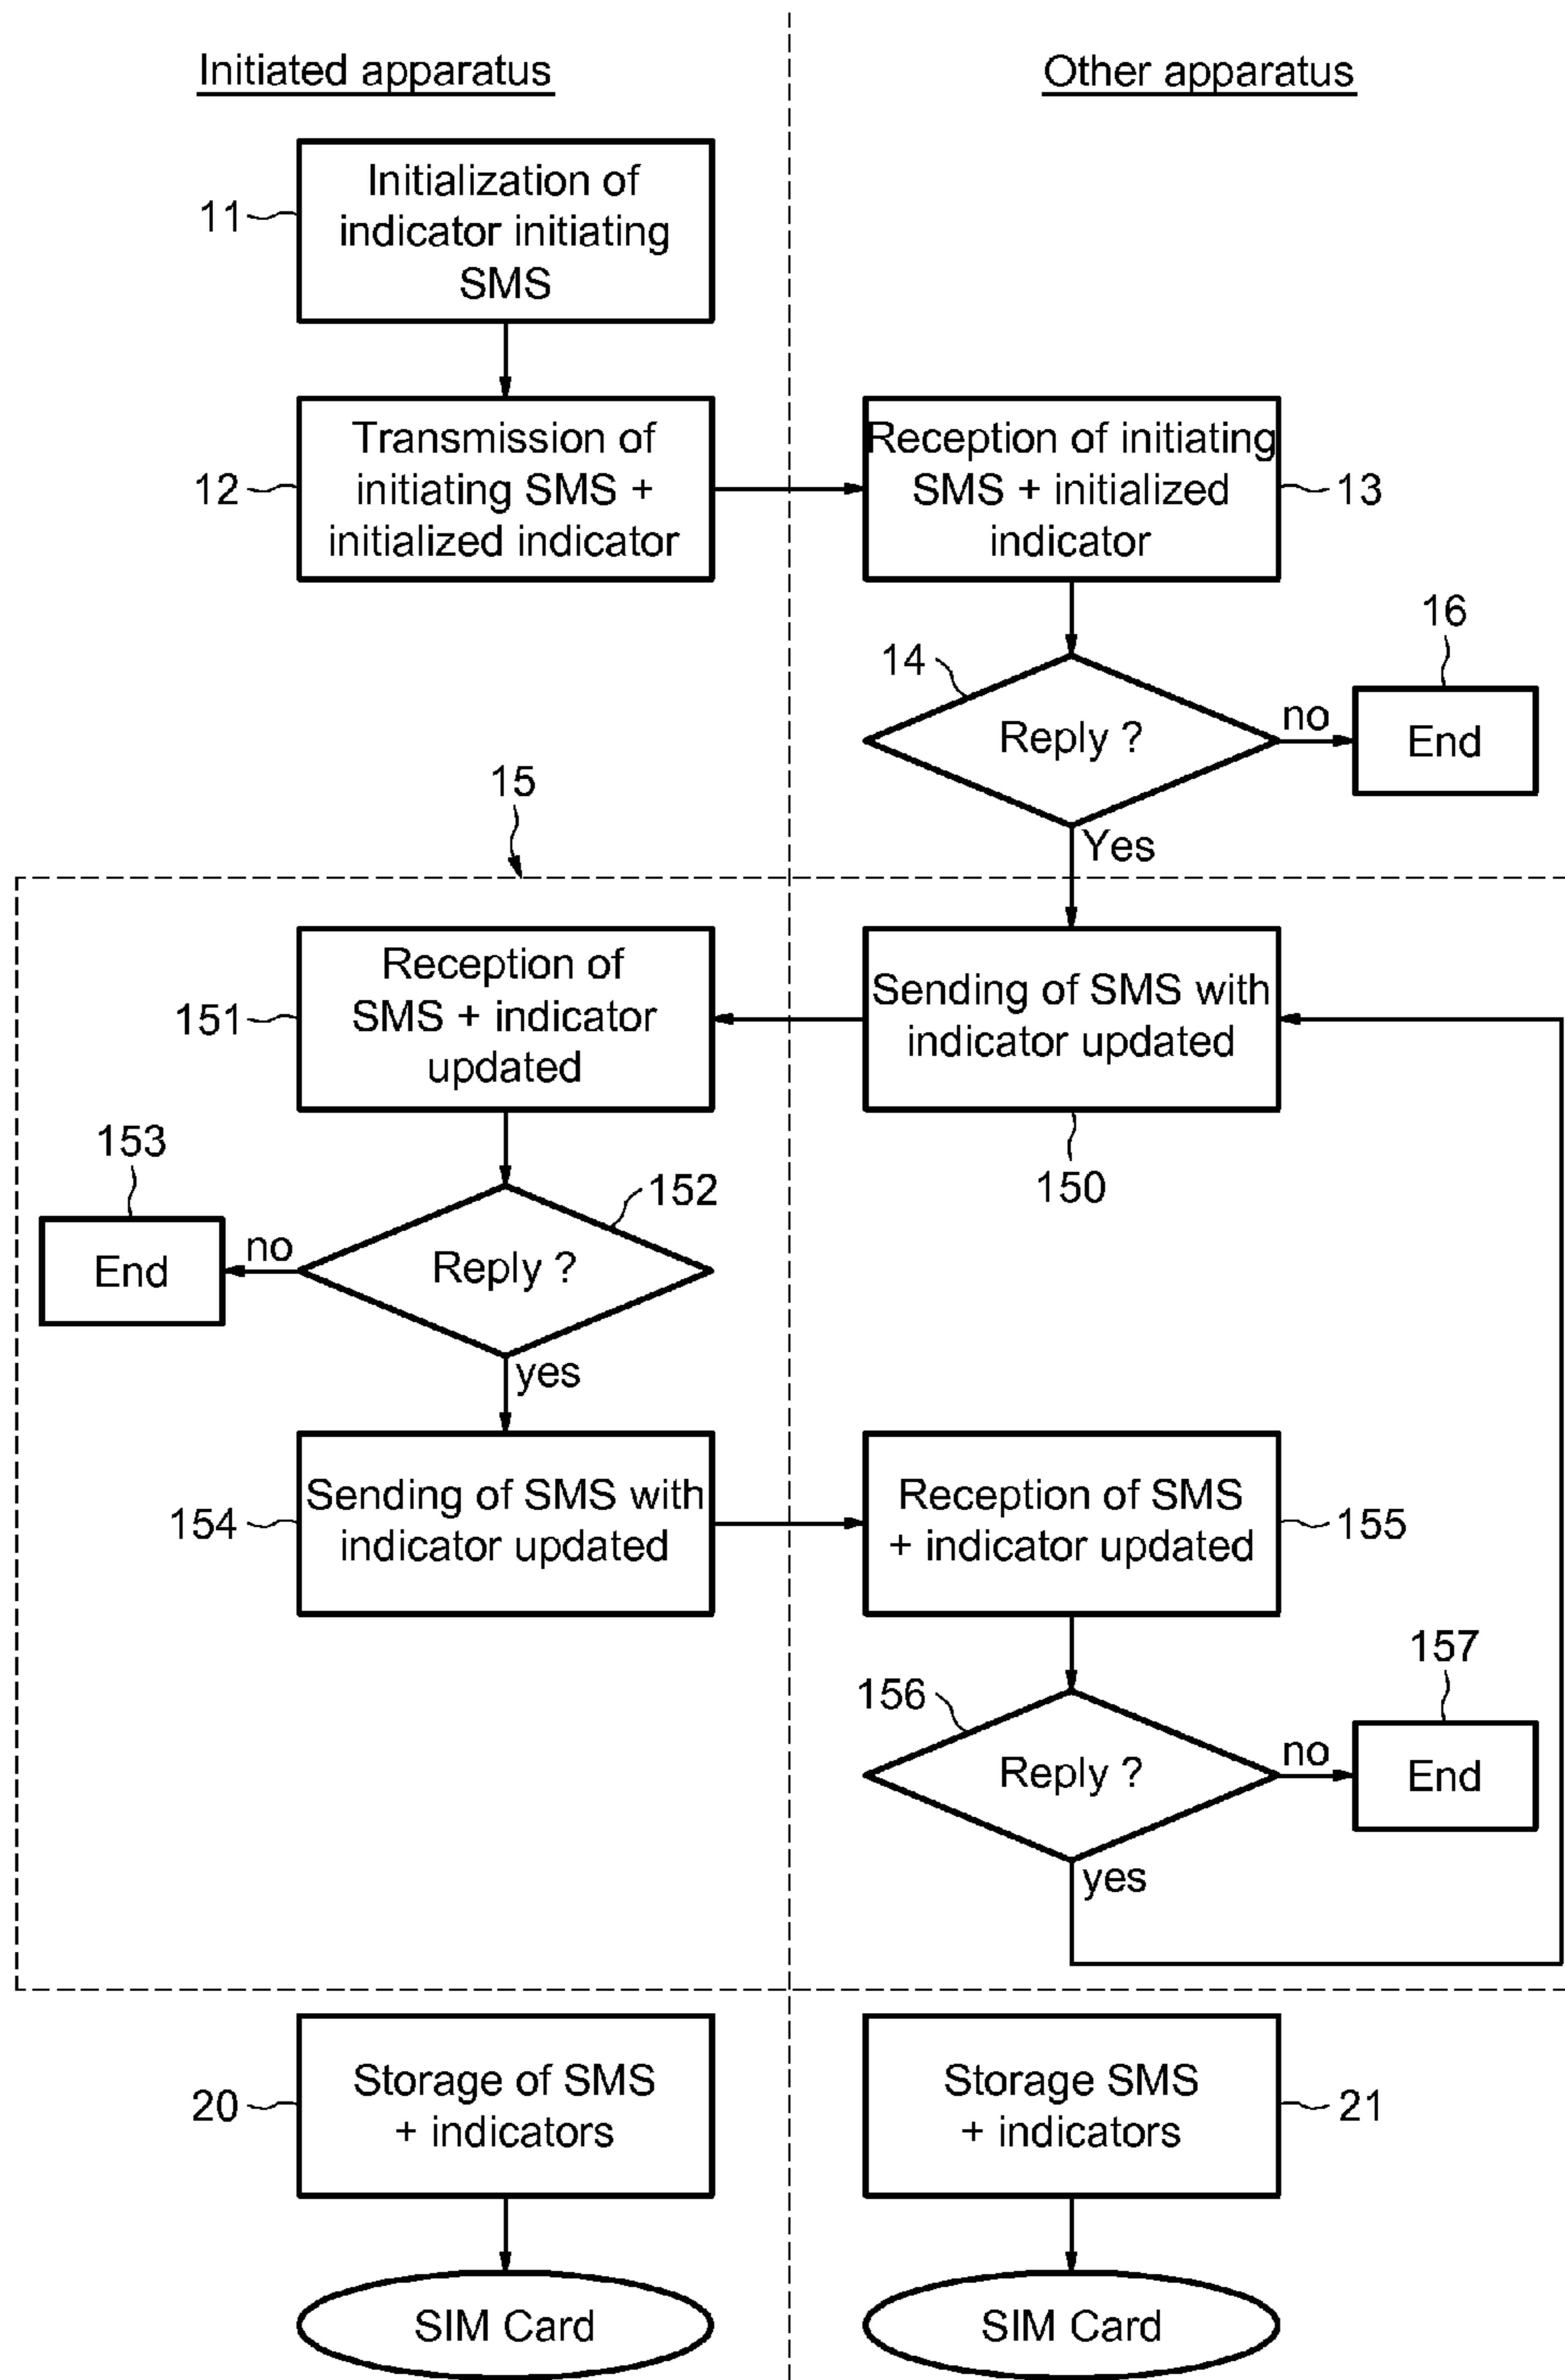 Initiated apparatus
Other apparatus
11
Initialization of
indicator initiating
SMS
12
Transmission of
initiating SMS +
initialized indicator
Reception of initiating
SMS + initialized
indicator
13
14
Reply ?
no
16
End
Yes
15
151
Reception of
SMS + indicator
updated
Sending of SMS with
indicator updated
150
153
End
no
152
Reply ?
yes
154
Sending of SMS with
indicator updated
Reception of SMS
+ indicator updated
155
156
Reply ?
no
157
End
yes
20
Storage of SMS
+ indicators
Storage SMS
+ indicators
21
SIM Card
SIM Card